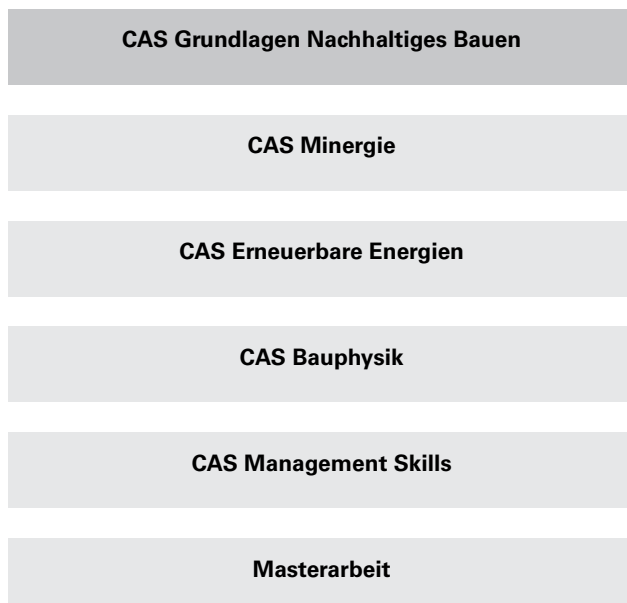 CAS Grundlagen Nachhaltiges Bauen
CAS Minergie
CAS Erneuerbare Energien
CAS Bauphysik
CAS Management Skills
Masterarbeit